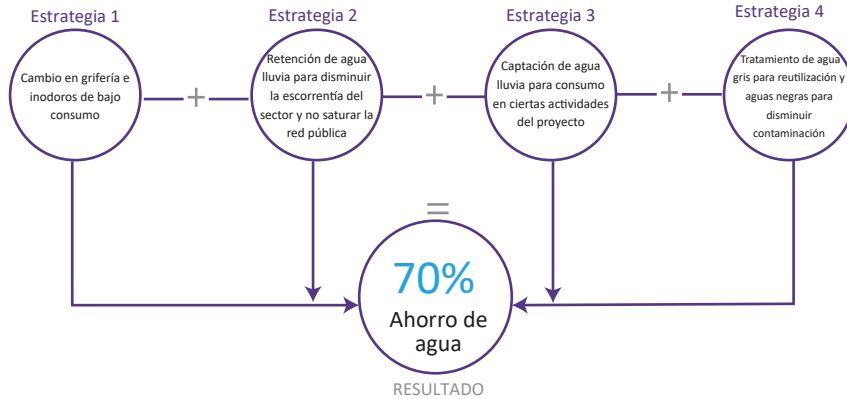 Estrategia 1
Cambio en grifería e
inodoros de bajo
consumo
+
Estrategia 2
Retención de agua
lluvia para disminuir
la escorrentía del
sector y no saturar la
red pública
+
Estrategia 3
Captación de agua
lluvia para consumo
en ciertas actividades
del proyecto
+
Estrategia 4
Tratamiento de agua
gris para reutilización y
aguas negras para
disminuir
contaminación
=
70%
Ahorro de
agua
RESULTADO